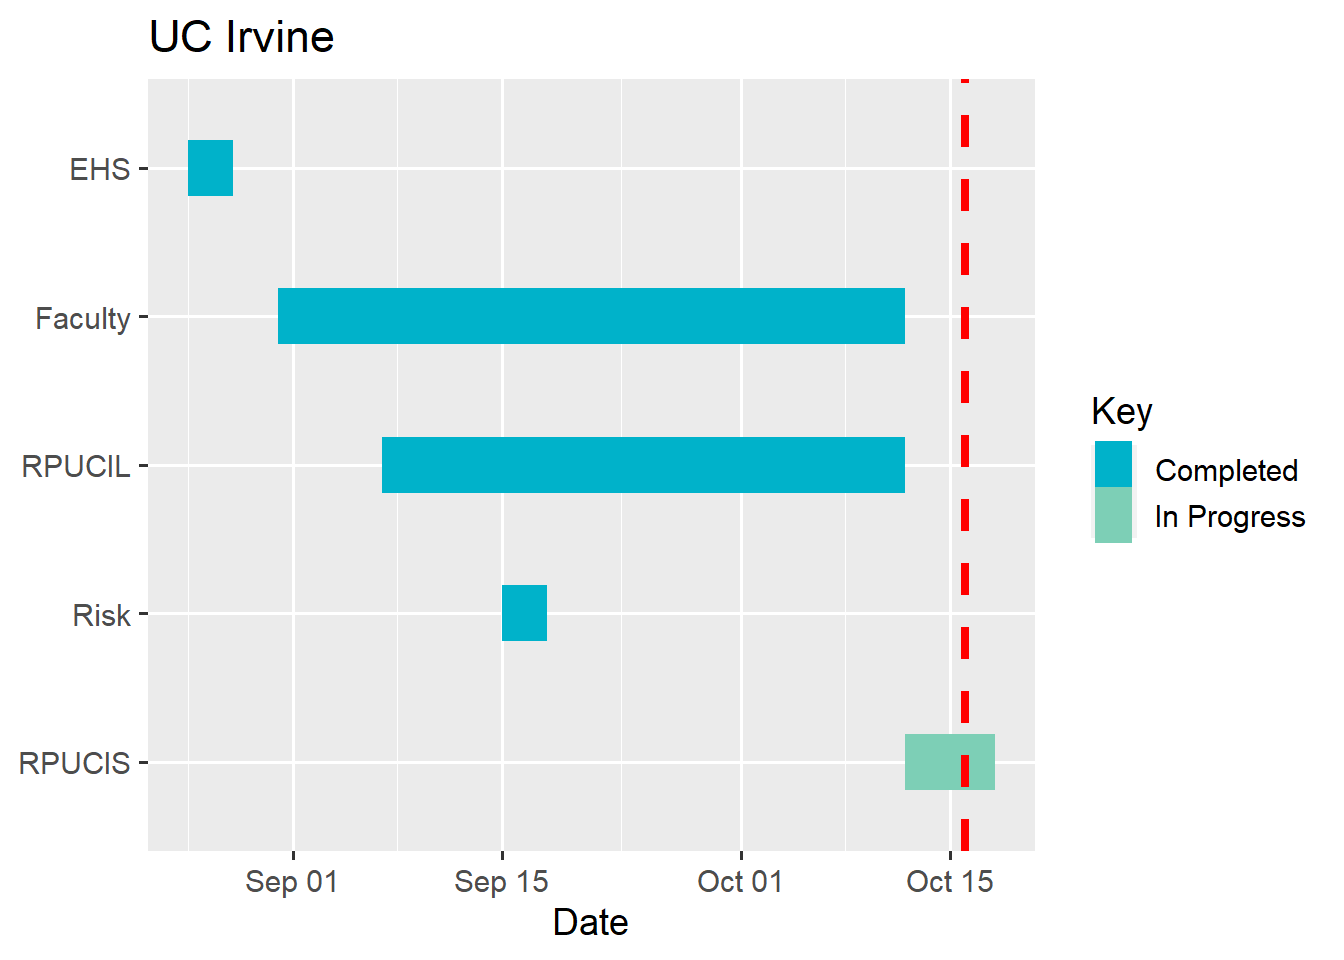 UC Irvine
EHS
Faculty
RPUCIL
Risk
RPUCIS
Sep 01
Sep 15
Oct 01
Oct 15
Date
Key
Completed
In Progress